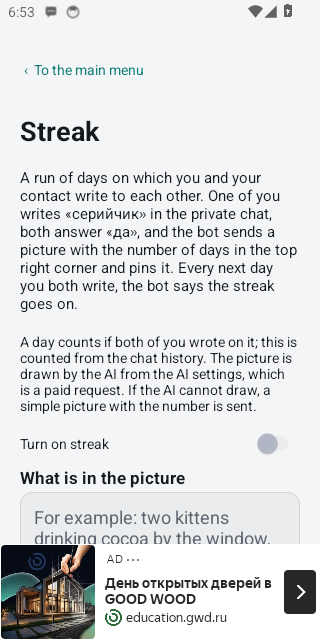 6:53
‹ To the main menu
Streak
A run of days on which you and your
contact write to each other. One of you
writes «серийчик» in the private chat,
both answer «да», and the bot sends a
picture with the number of days in the top
right corner and pins it. Every next day
you both write, the bot says the streak
goes on.
A day counts if both of you wrote on it; this is
counted from the chat history. The picture is
drawn by the AI from the AI settings, which
is a paid request. If the AI cannot draw, a
simple picture with the number is sent.
Turn on streak
What is in the picture
For example: two kittens
drinking cocoa by the window.
AD
День открытых дверей в
GOOD WOOD
education.gwd.ru